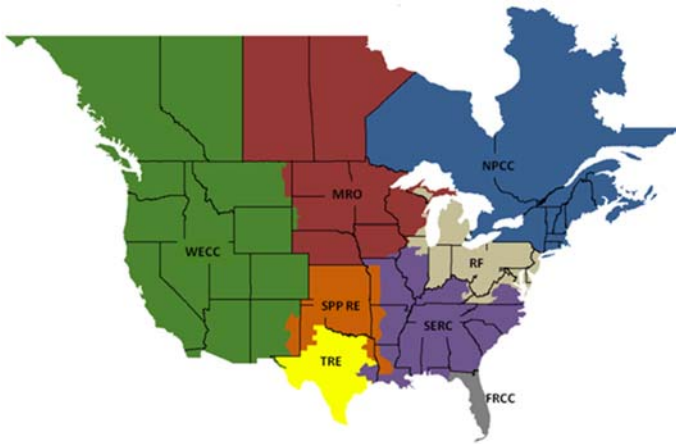 NPCC
MRO
WECC
RF
SPP RE
SERC
TRE
FRCC